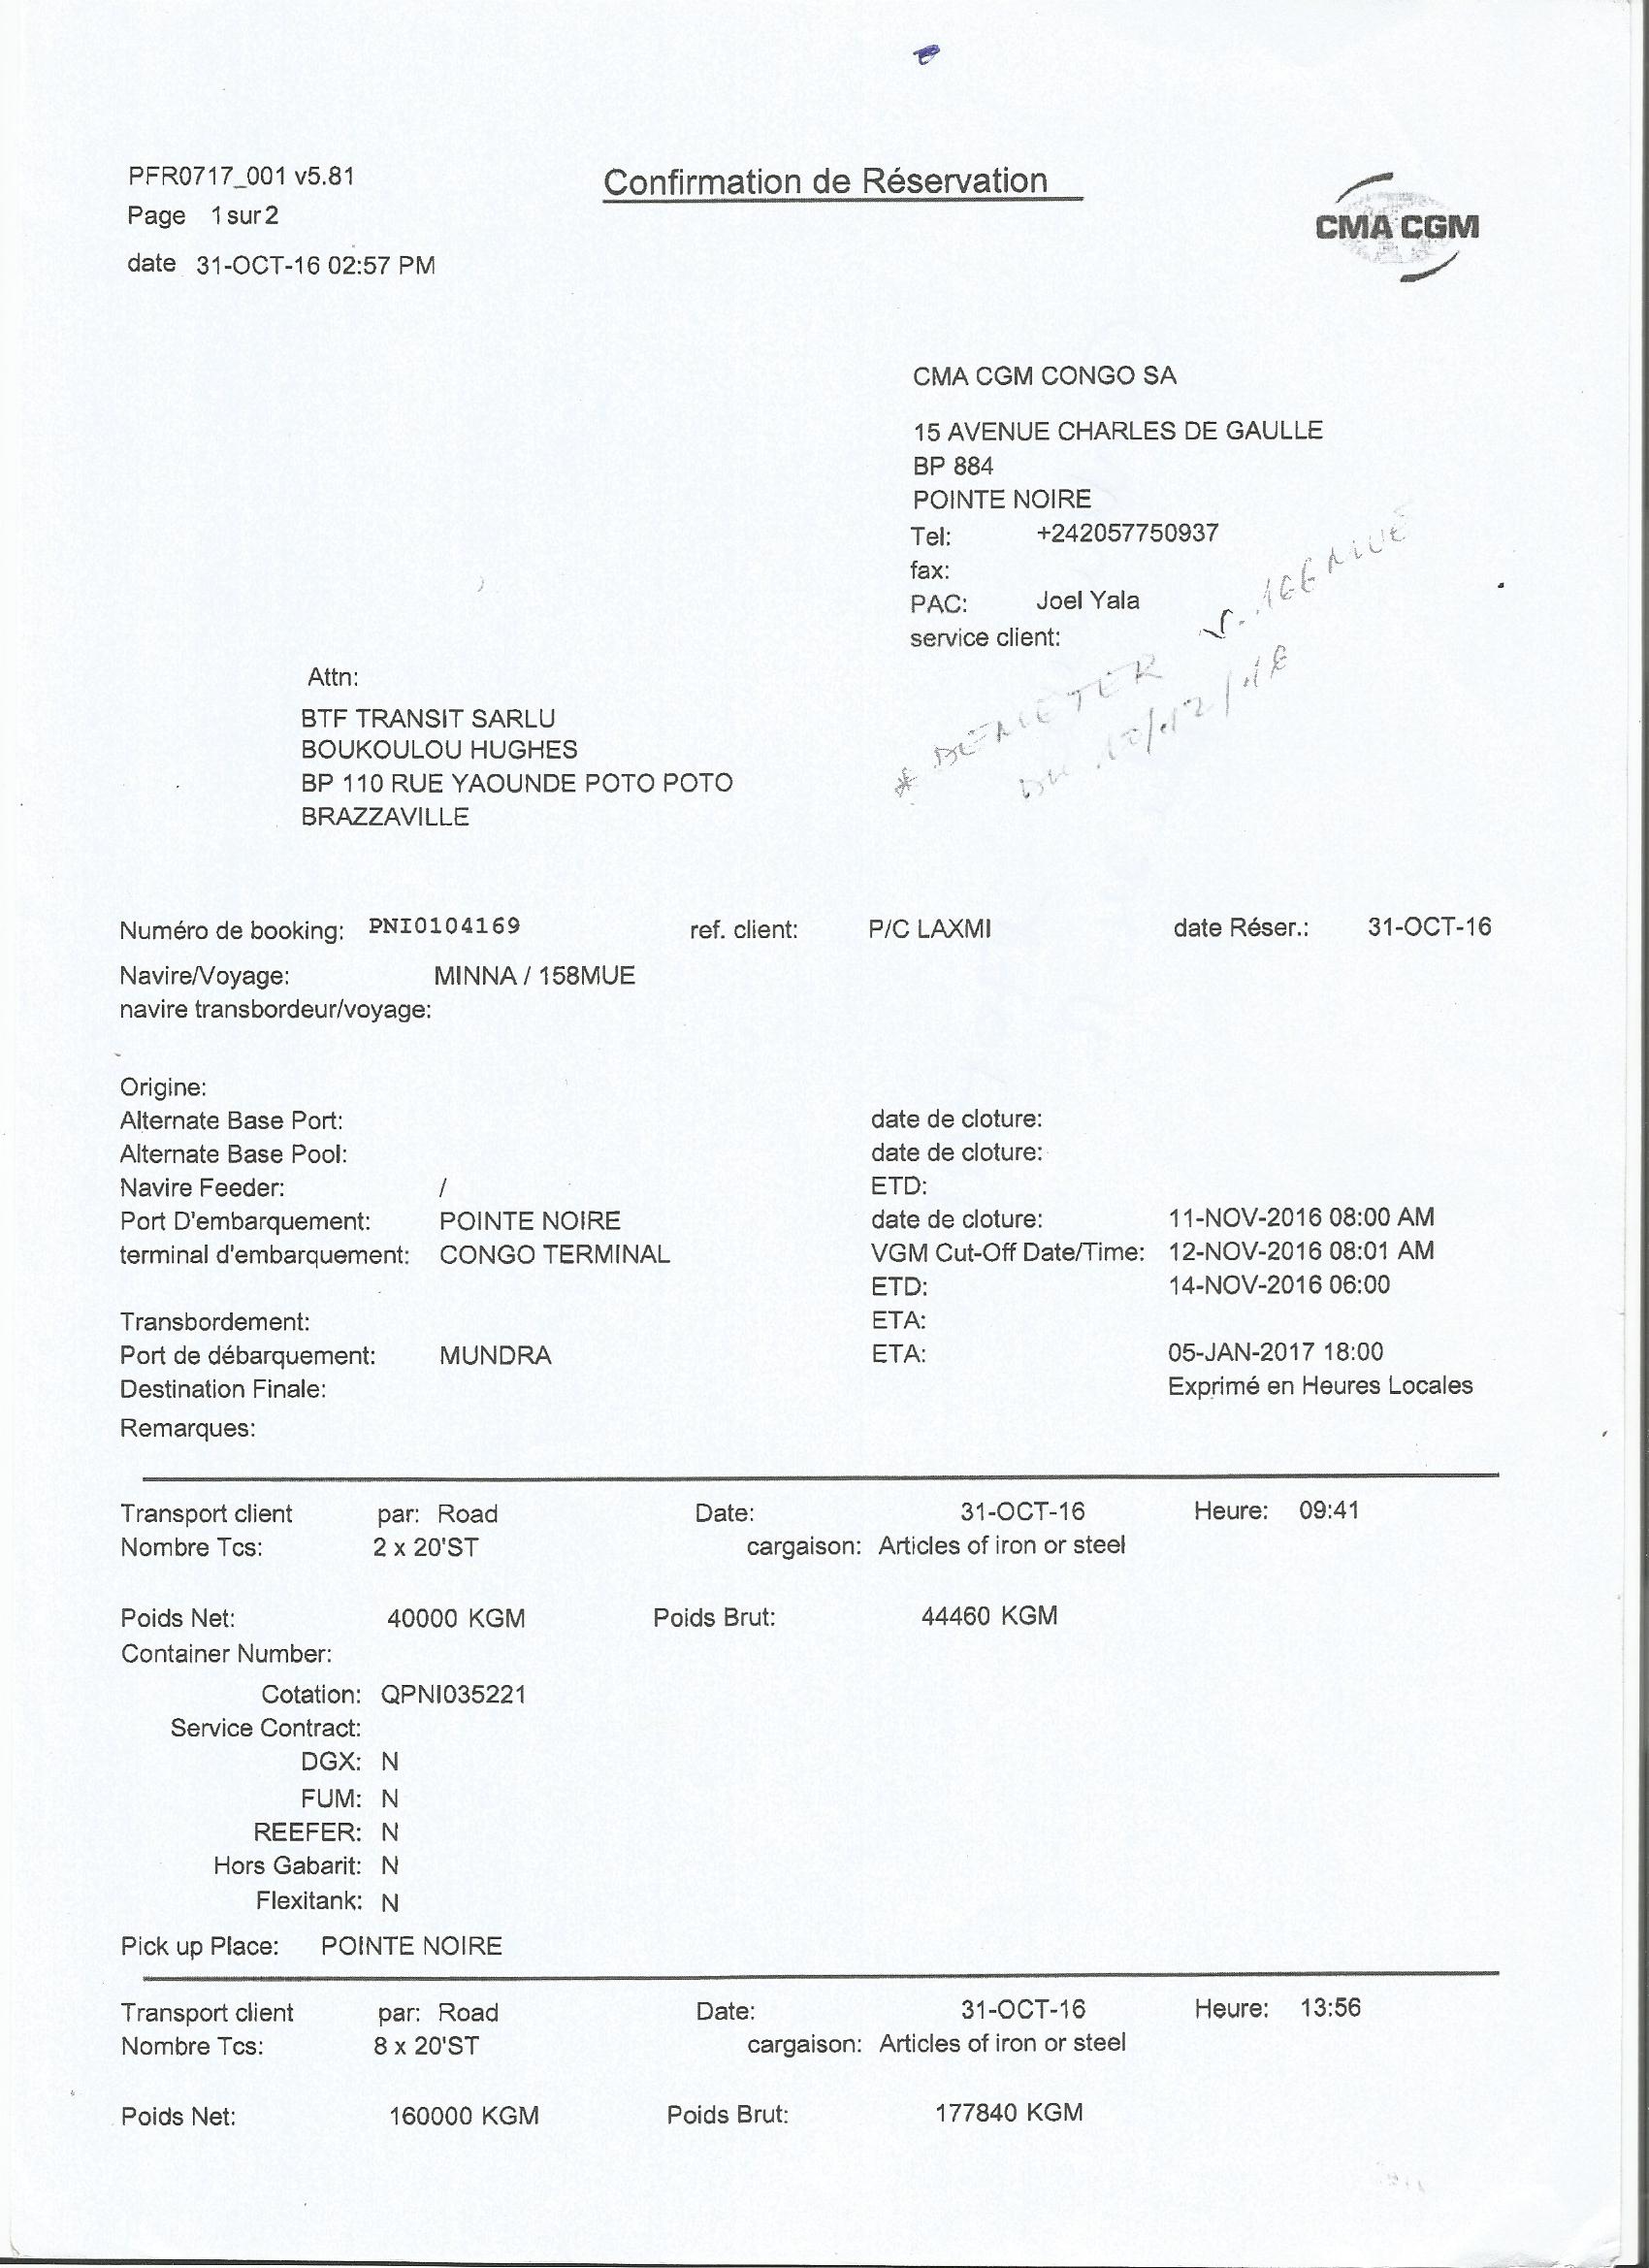 PFR0717_001 v5.81
Confirmation de Réservation
Page 1 sur 2
CMA CGM
date 31-OCT-16 02:57 PM
CMA CGM CONGO SA
15 AVENUE CHARLES DE GAULLE
BP 884
POINTE NOIRE
Tel: +242057750937
fax:
PAC: Joel Yala
service client:
* DEMETER V.
Attn:
BTF TRANSIT SARLU
BOUKOULOU HUGHES
BP 110 RUE YAOUNDE POTO POTO
BRAZZAVILLE
Numéro de booking: PNI0104169 ref. client: P/C LAXMI date Réser.: 31-OCT-16
Navire/Voyage: MINNA / 158MUE
navire transbordeur/voyage:
Origine:
Alternate Base Port: date de cloture:
Alternate Base Pool: date de cloture:
Navire Feeder: / ETD:
Port D'embarquement: POINTE NOIRE date de cloture: 11-NOV-2016 08:00 AM
terminal d'embarquement: CONGO TERMINAL VGM Cut-Off Date/Time: 12-NOV-2016 08:01 AM
ETD: 14-NOV-2016 06:00
Transbordement: ETA:
Port de débarquement: MUNDRA ETA: 05-JAN-2017 18:00
Destination Finale: Exprimé en Heures Locales
Remarques:
Transport client par: Road Date: 31-OCT-16 Heure: 09:41
Nombre Tcs: 2 x 20'ST cargaison: Articles of iron or steel
Poids Net: 40000 KGM Poids Brut: 44460 KGM
Container Number:
Cotation: QPNI035221
Service Contract:
DGX: N
FUM: N
REEFER: N
Hors Gabarit: N
Flexitank: N
Pick up Place: POINTE NOIRE
Transport client par: Road Date: 31-OCT-16 Heure: 13:56
Nombre Tcs: 8 x 20'ST cargaison: Articles of iron or steel
Poids Net: 160000 KGM Poids Brut: 177840 KGM